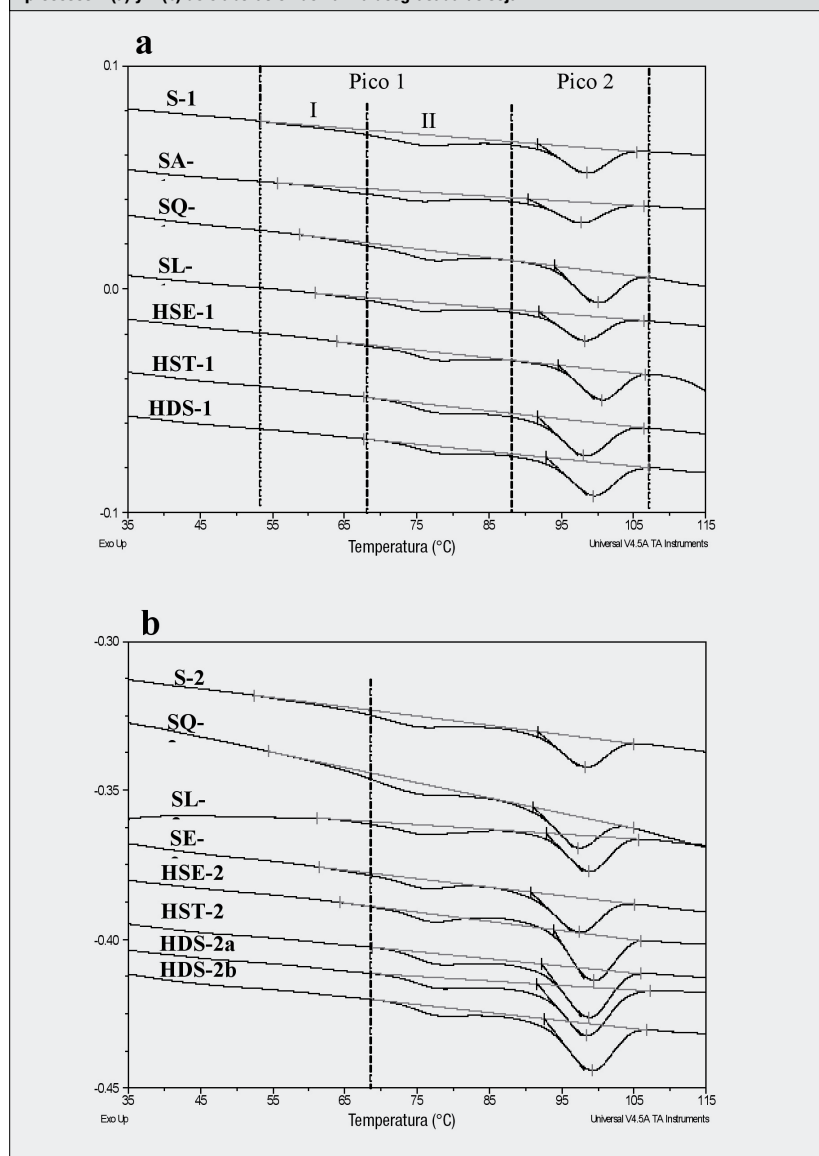 a
0.1
Pico 1
Pico 2
S-1
I
II
SA-
SQ-
SL-
0.0
HSE-1
HST-1
HDS-1
-0.1
35 45 55 65 75 85 95 105 115
Exo Up
Temperatura (°C)
Universal V4.5A TA Instruments
b
-0.30
S-2
SQ-
-0.35
SL-
SE-
HSE-2
-0.40
HST-2
HDS-2a
HDS-2b
-0.45
35 45 55 65 75 85 95 105 115
Exo Up
Temperatura (°C)
Universal V4.5A TA Instruments